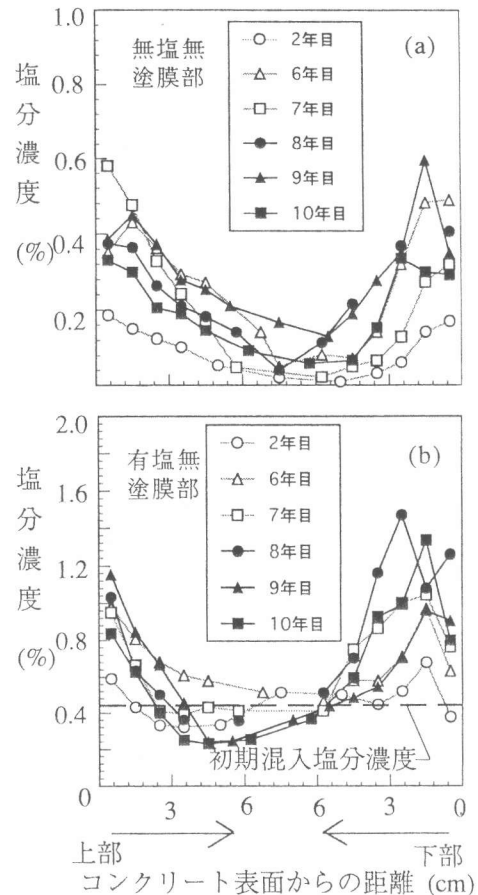 1.0
(a)
無塩無
塗膜部
2年目
6年目
7年目
8年目
9年目
10年目
0.8
0.6
0.4
0.2
塩分濃度
(%)
2.0
(b)
有塩無
塗膜部
2年目
6年目
7年目
8年目
9年目
10年目
1.6
1.2
0.8
0.4
0
塩分濃度
(%)
初期混入塩分濃度
3 6 6 3 0
上部 下部
コンクリート表面からの距離 (cm)